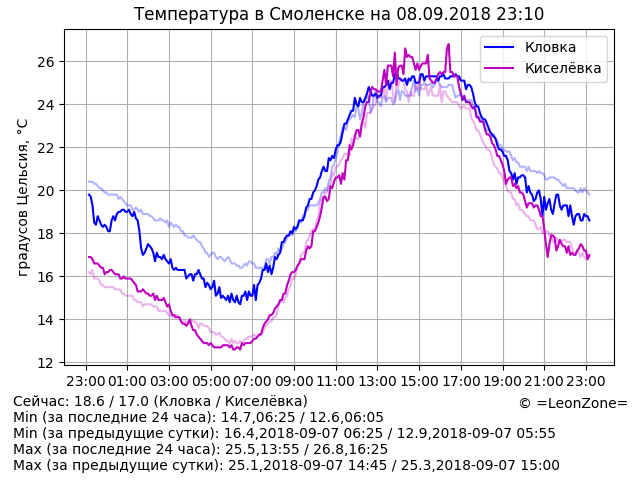 Температура в Смоленске на 08.09.2018 23:10
Кловка
Киселёвка
градусов Цельсия, °C
26
24
22
20
18
16
14
12
23:00 01:00 03:00 05:00 07:00 09:00 11:00 13:00 15:00 17:00 19:00 21:00 23:00
Сейчас: 18.6 / 17.0 (Кловка / Киселёвка)
© =LeonZone=
Min (за последние 24 часа): 14.7,06:25 / 12.6,06:05
Min (за предыдущие сутки): 16.4,2018-09-07 06:25 / 12.9,2018-09-07 05:55
Max (за последние 24 часа): 25.5,13:55 / 26.8,16:25
Max (за предыдущие сутки): 25.1,2018-09-07 14:45 / 25.3,2018-09-07 15:00